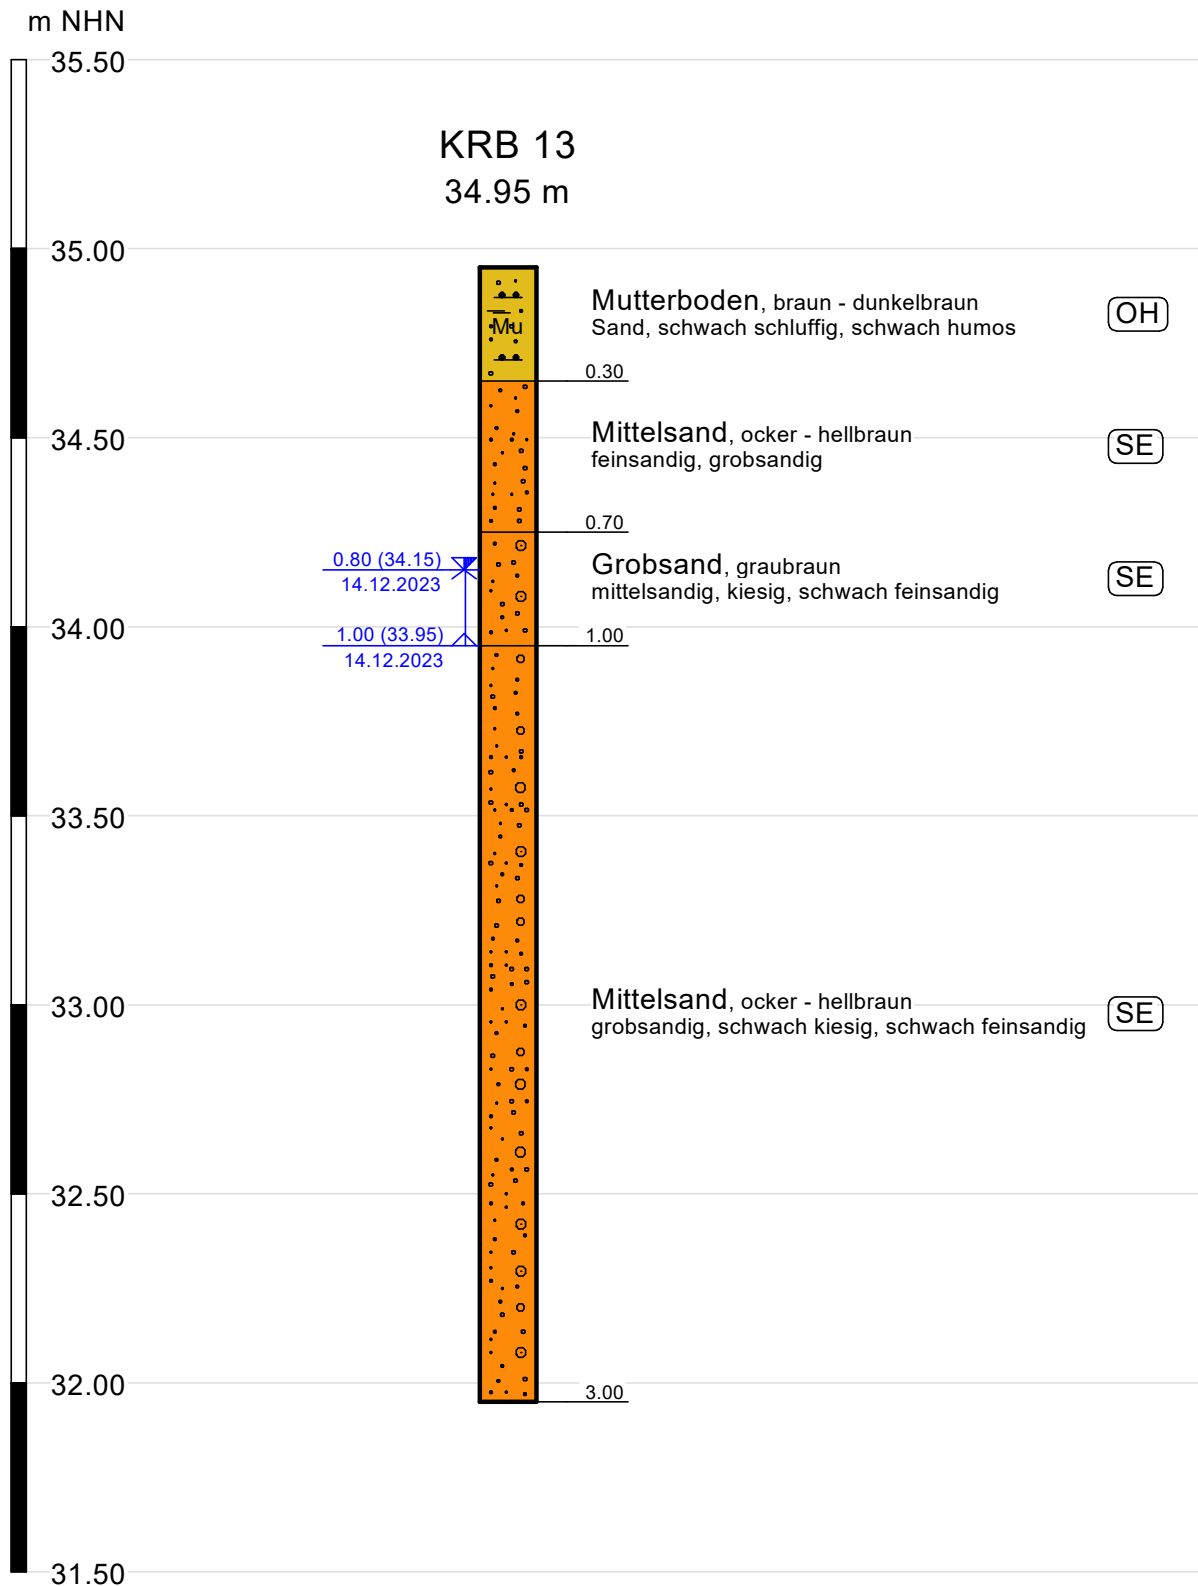 m NHN
35.50
KRB 13
34.95 m
35.00
Mutterboden, braun - dunkelbraun
Sand, schwach schluffig, schwach humos
OH
Mu
0.30
34.50
Mittelsand, ocker - hellbraun
feinsandig, grobsandig
SE
0.70
0.80 (34.15)
14.12.2023
Grobsand, graubraun
mittelsandig, kiesig, schwach feinsandig
SE
34.00
1.00 (33.95)
14.12.2023
1.00
33.50
33.00
Mittelsand, ocker - hellbraun
grobsandig, schwach kiesig, schwach feinsandig
SE
32.50
32.00
3.00
31.50